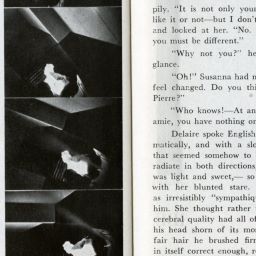 pily. "It is not only your
like it or not—but I don't
and looked at her. "No.
you must be different."
"Why not you?" he
glance.
"Oh!" Susanna had n
feel changed. Do you thi
Pierre?"
"Who knows!—At an
amie, you have nothing o
Delaire spoke English
matically, and with a sle
that seemed somehow to
radiate in both directions
was light and sweet,— so
with her blunted stare.
as irresistibly "sympathiq
him. She thought rather
cerebral quality had all of
his head shorn of its mos
fair hair he brushed firm
in itself correct enough, r